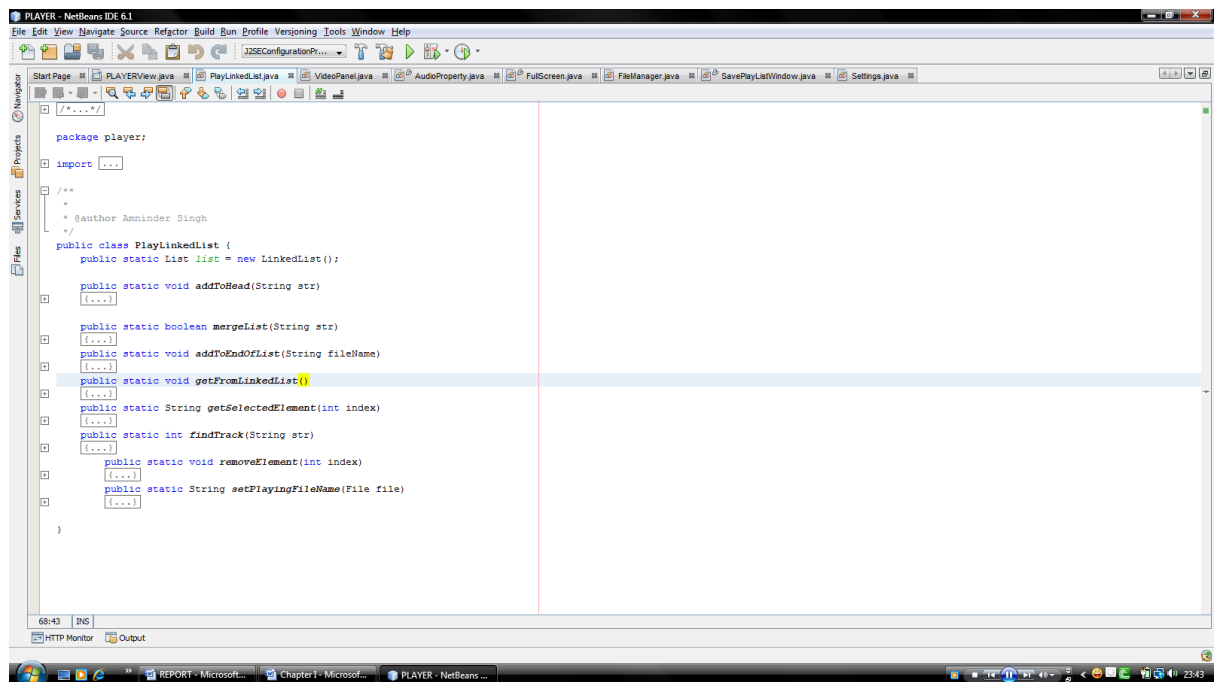 PLAYER - NetBeans IDE 6.1
File Edit View Navigate Source Refactor Build Run Profile Versioning Tools Window Help
J2SEConfigurationPr...
Start Page PLAYERView.java PlayLinkedList.java VideoPanel.java AudioProperty.java FullScreen.java FileManager.java SavePlayListWindow.java Settings.java
Navigator
Projects
Services
Files
/*...*/
package player;
import ...
/**
*
* @author Amninder Singh
*/
public class PlayLinkedList {
public static List list = new LinkedList();
public static void addToHead(String str)
{...}
public static boolean mergeList(String str)
{...}
public static void addToEndOfList(String fileName)
{...}
public static void getFromLinkedList()
{...}
public static String getSelectedElement(int index)
{...}
public static int findTrack(String str)
{...}
public static void removeElement(int index)
{...}
public static String setPlayingFileName(File file)
{...}
}
68:43 INS
HTTP Monitor Output
REPORT - Microsoft... Chapter I - Microsof... PLAYER - NetBeans ... 23:43